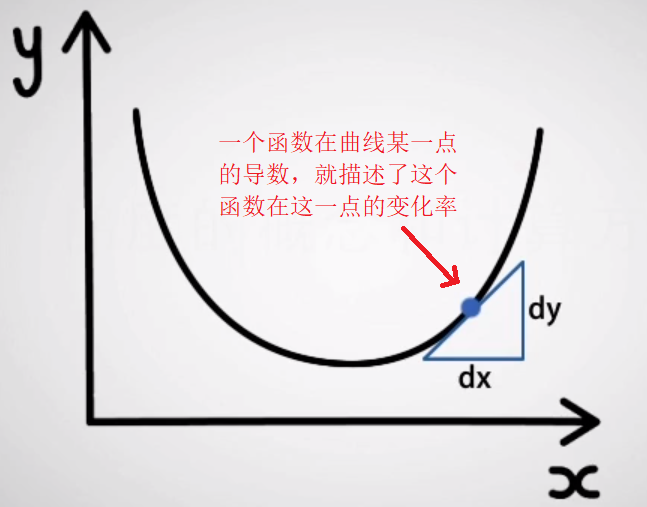 y
一个函数在曲线某一点
的导数，就描述了这个
函数在这一点的变化率
dy
dx
x